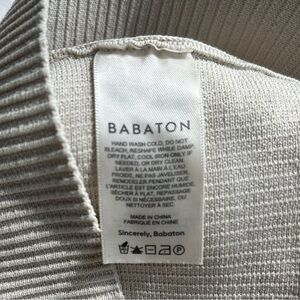 BABATON
HAND WASH COLD, DO NOT
BLEACH, RESHAPE WHILE DAMP,
DRY FLAT, COOL IRON ONLY IF
NEEDED, OR DRY CLEAN.
LAVER À LA MAIN À L'EAU
FROIDE, NE PAS JAVELISER,
REMODELER PENDANT QUE
L'ARTICLE EST ENCORE HUMIDE,
SÉCHER À PLAT, REPASSAGE
DOUX SI NÉCESSAIRE, OU
NETTOYER À SEC.
MADE IN CHINA
FABRIQUÉ EN CHINE
Sincerely, Babaton